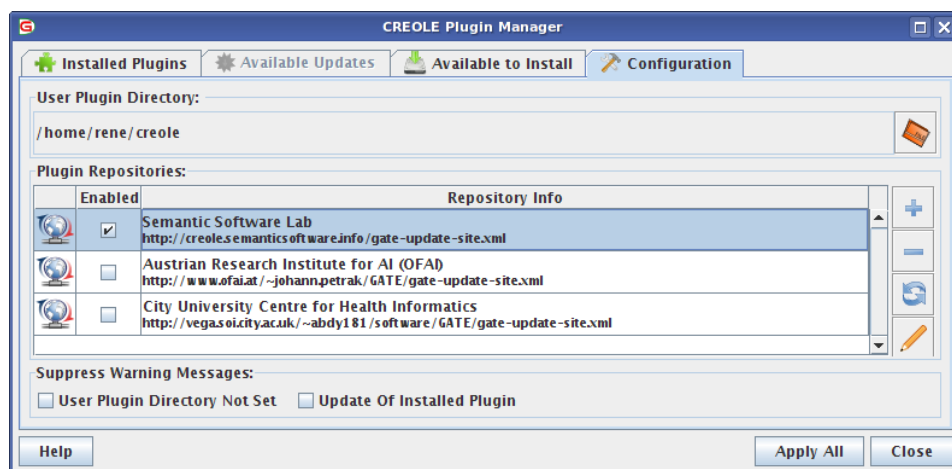 CREOLE Plugin Manager
Installed Plugins Available Updates Available to Install Configuration
User Plugin Directory:
/home/rene/creole
Plugin Repositories:
Enabled Repository Info
Semantic Software Lab
http://creole.semanticsoftware.info/gate-update-site.xml
Austrian Research Institute for AI (OFAI)
http://www.ofai.at/~johann.petrak/GATE/gate-update-site.xml
City University Centre for Health Informatics
http://vega.soi.city.ac.uk/~abdy181/software/GATE/gate-update-site.xml
Suppress Warning Messages:
User Plugin Directory Not Set Update Of Installed Plugin
Help Apply All Close